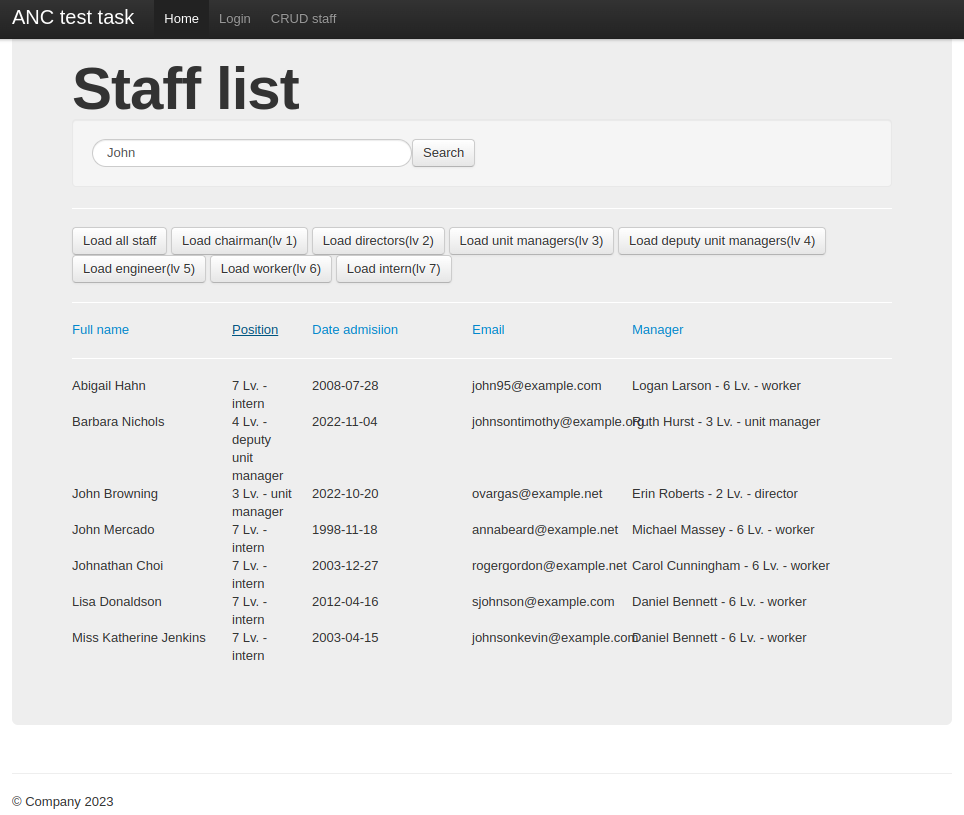 ANC test task Home Login CRUD staff
Staff list
John Search
Load all staff Load chairman(lv 1) Load directors(lv 2) Load unit managers(lv 3) Load deputy unit managers(lv 4)
Load engineer(lv 5) Load worker(lv 6) Load intern(lv 7)
Full name Position Date admisiion Email Manager
Abigail Hahn 7 Lv. - 2008-07-28 john95@example.com Logan Larson - 6 Lv. - worker
intern
Barbara Nichols 4 Lv. - 2022-11-04 johnsontimothy@example.org Ruth Hurst - 3 Lv. - unit manager
deputy
unit
manager
John Browning 3 Lv. - unit 2022-10-20 ovargas@example.net Erin Roberts - 2 Lv. - director
manager
John Mercado 7 Lv. - 1998-11-18 annabeard@example.net Michael Massey - 6 Lv. - worker
intern
Johnathan Choi 7 Lv. - 2003-12-27 rogergordon@example.net Carol Cunningham - 6 Lv. - worker
intern
Lisa Donaldson 7 Lv. - 2012-04-16 sjohnson@example.com Daniel Bennett - 6 Lv. - worker
intern
Miss Katherine Jenkins 7 Lv. - 2003-04-15 johnsonkevin@example.com Daniel Bennett - 6 Lv. - worker
intern
© Company 2023